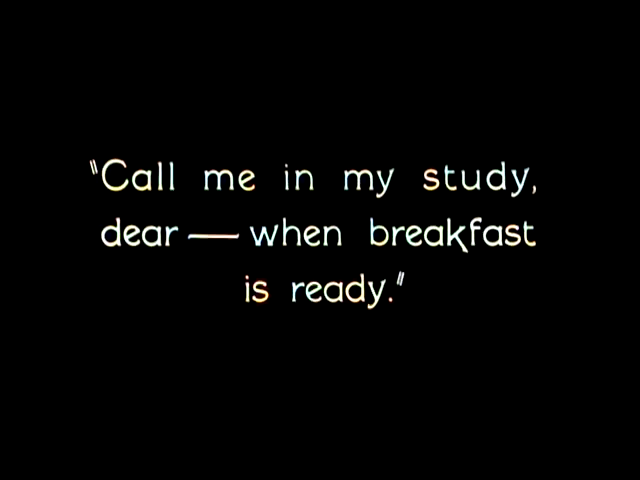 "Call me in my study,
dear — when breakfast
is ready."